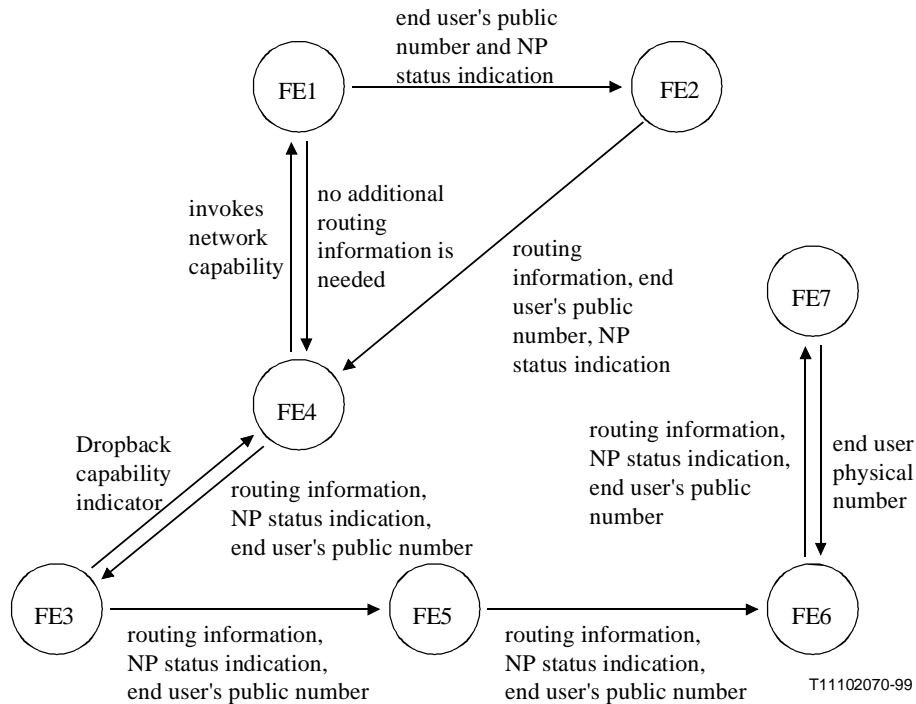 end user's public
number and NP
status indication
FE1
FE2
invokes
network
capability
no additional
routing
information is
needed
routing
information, end
user's public
number, NP
status indication
FE7
FE4
Dropback
capability
indicator
routing information,
NP status indication,
end user's public number
routing information,
NP status indication,
end user's public
number
end user
physical
number
FE3
FE5
FE6
routing information,
NP status indication,
end user's public number
routing information,
NP status indication,
end user's public number
T11102070-99